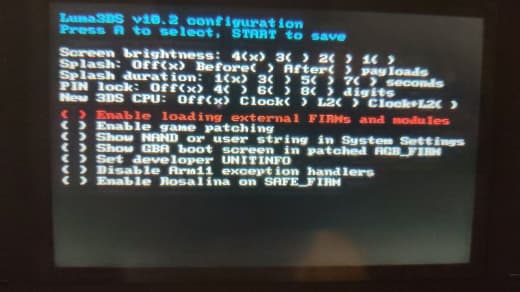 Luma3DS v10.2 configuration
Press A to select, START to save
Screen brightness: 4(x) 3( ) 2( ) 1( )
Splash: Off(x) Before( ) After( ) payloads
Splash duration: 1(x) 3( ) 5( ) 7( ) seconds
PIN lock: Off(x) 4( ) 6( ) 8( ) digits
New 3DS CPU: Off(x) Clock( ) L2( ) Clock+L2( )
( ) Enable loading external FIRMs and modules
( ) Enable game patching
( ) Show NAND or user string in System Settings
( ) Show GBA boot screen in patched AGB_FIRM
( ) Set developer UNITINFO
( ) Disable Arm11 exception handlers
( ) Enable Rosalina on SAFE_FIRM